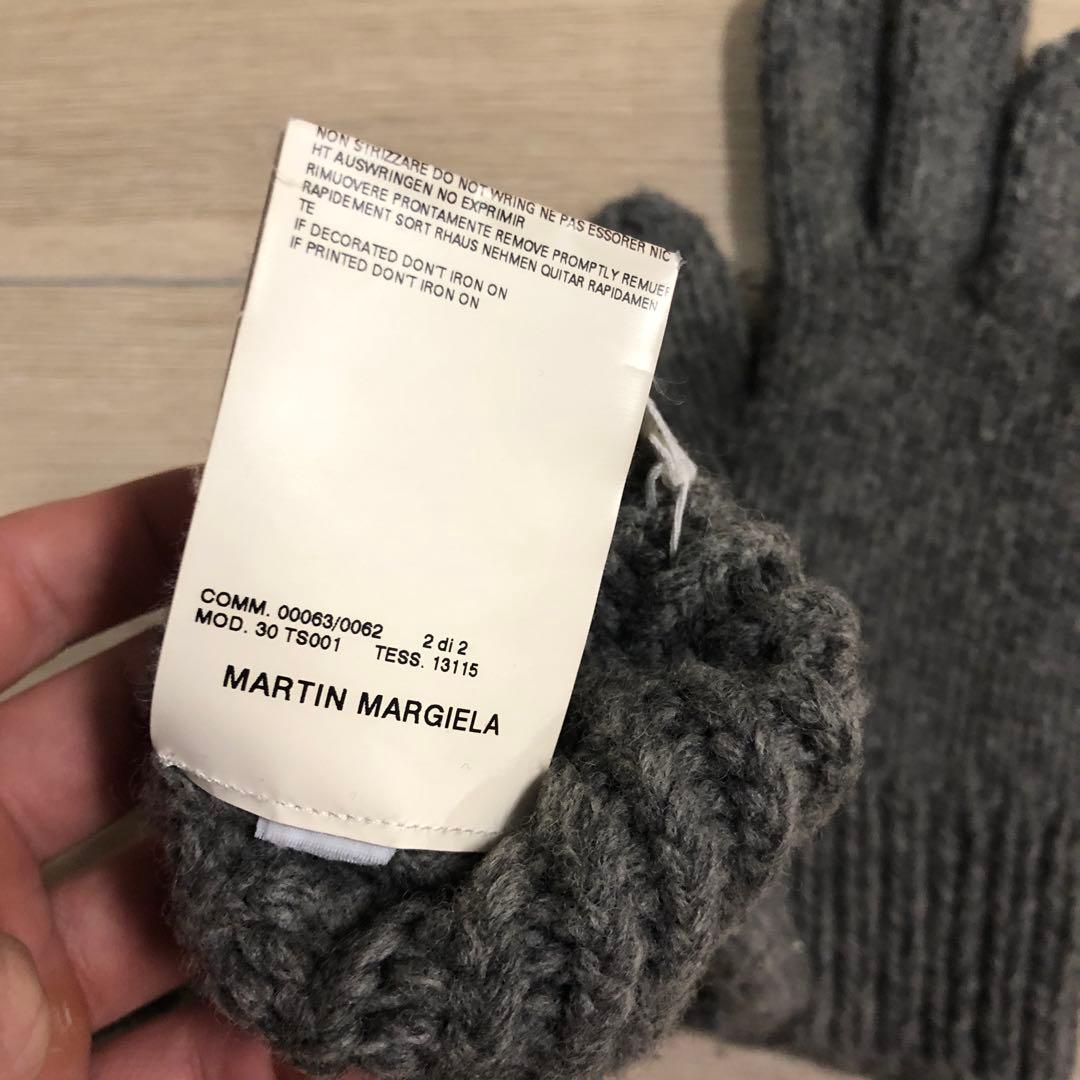 NON STRIZZARE DO NOT WRING NE PAS ESSORER NIC
HT AUSWRINGEN NO EXPRIMIR
RIMUOVERE PRONTAMENTE REMOVE PROMPTLY REMUER
RAPIDEMENT SORT RHAUS NEHMEN QUITAR RAPIDAMEN
TE
IF DECORATED DON'T IRON ON
IF PRINTED DON'T IRON ON
COMM. 00063/0062 2 di 2
MOD. 30 TS001 TESS. 13115
MARTIN MARGIELA